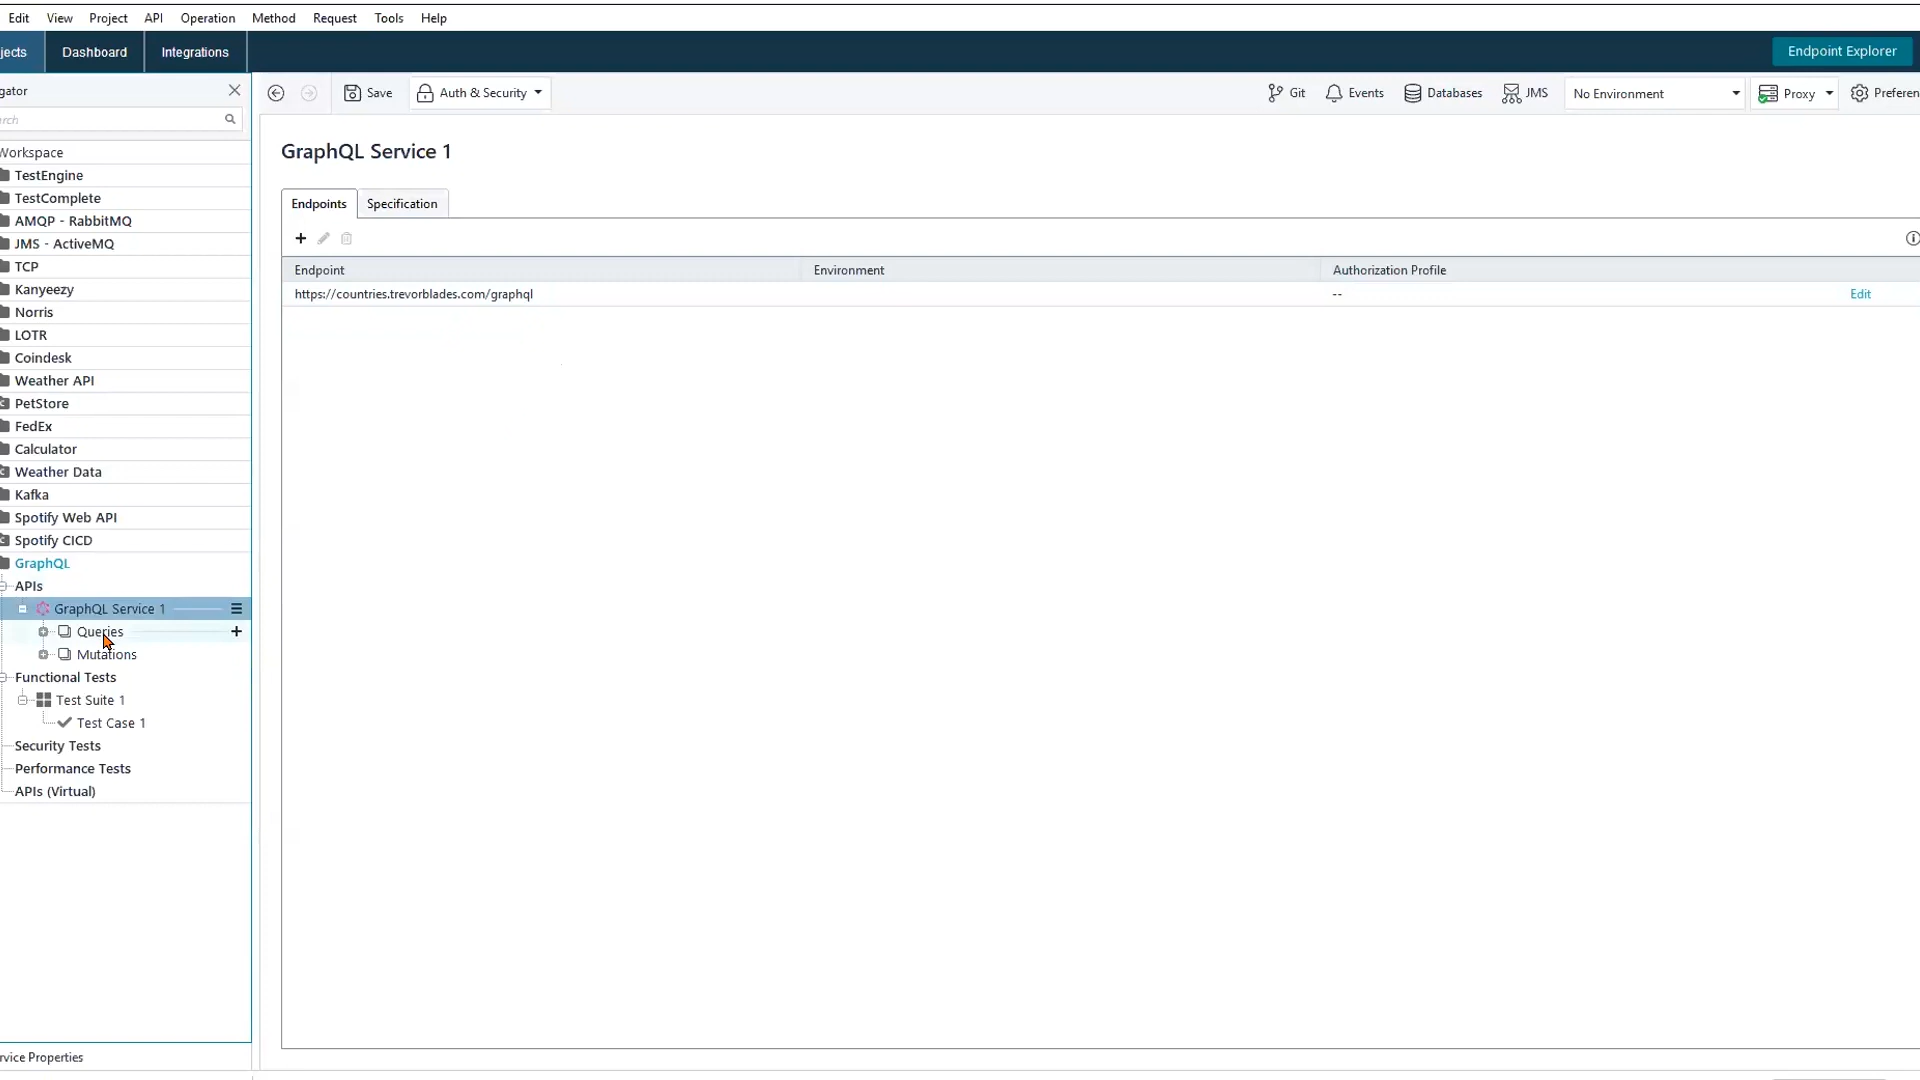 Edit View Project API Operation Method Request Tools Help
jects Dashboard Integrations Endpoint Explorer
gator
Save Auth & Security Git Events Databases JMS No Environment Proxy Preferen
rch
Workspace
GraphQL Service 1
TestEngine
TestComplete
Endpoints Specification
AMQP - RabbitMQ
JMS - ActiveMQ
TCP
Endpoint Environment Authorization Profile
Kanyeezy
https://countries.trevorblades.com/graphql -- Edit
Norris
LOTR
Coindesk
Weather API
PetStore
FedEx
Calculator
Weather Data
Kafka
Spotify Web API
Spotify CICD
GraphQL
APIs
GraphQL Service 1
Queries
Mutations
Functional Tests
Test Suite 1
Test Case 1
Security Tests
Performance Tests
APIs (Virtual)
rvice Properties